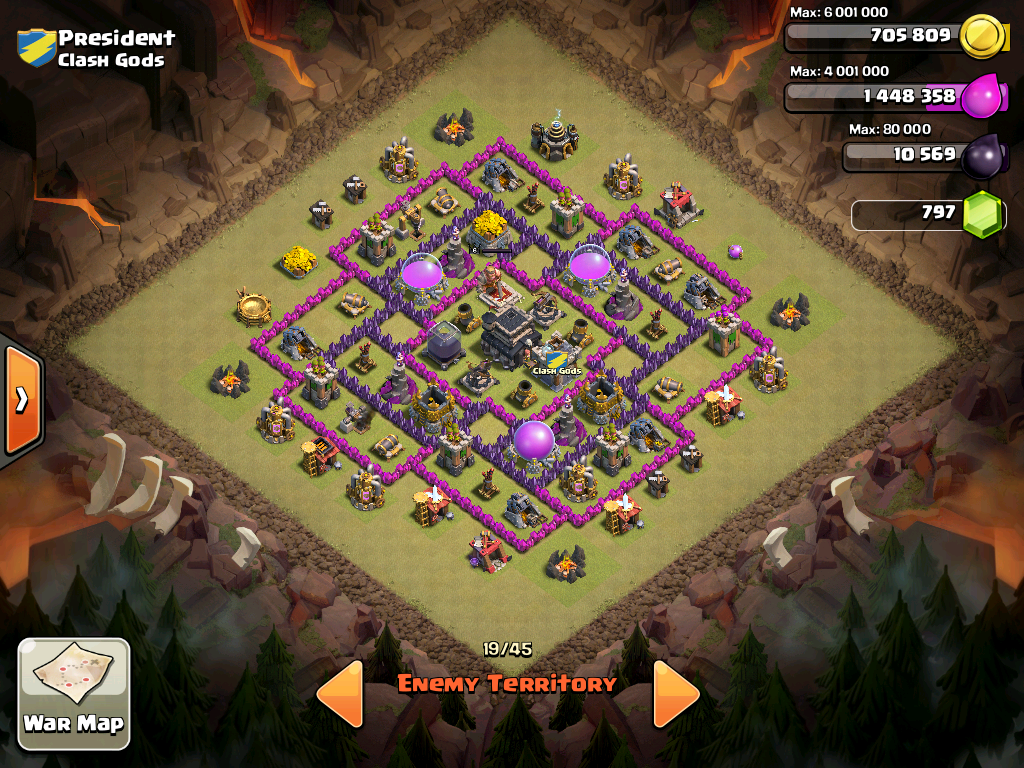 President
Clash Gods
Max: 6 001 000
705 809
Max: 4 001 000
1 448 358
Max: 80 000
10 569
797
Clash Gods
19/45
Enemy Territory
War Map